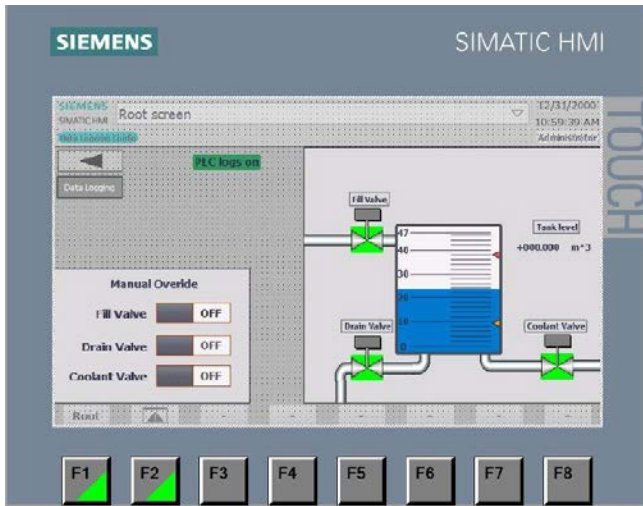 SIEMENS
SIMATIC HMI
TOUCH
SIEMENS
SIMATIC HMI
Root screen
12/31/2000
10:59:39 AM
Administrator
PLC logs on
Data Logging
Fill Valve
Tank level
+000.000 m^3
47
40
30
20
10
0
Manual Overide
Fill Valve OFF
Drain Valve OFF
Coolant Valve OFF
Drain Valve
Coolant Valve
Root - - - - - -
F1 F2 F3 F4 F5 F6 F7 F8